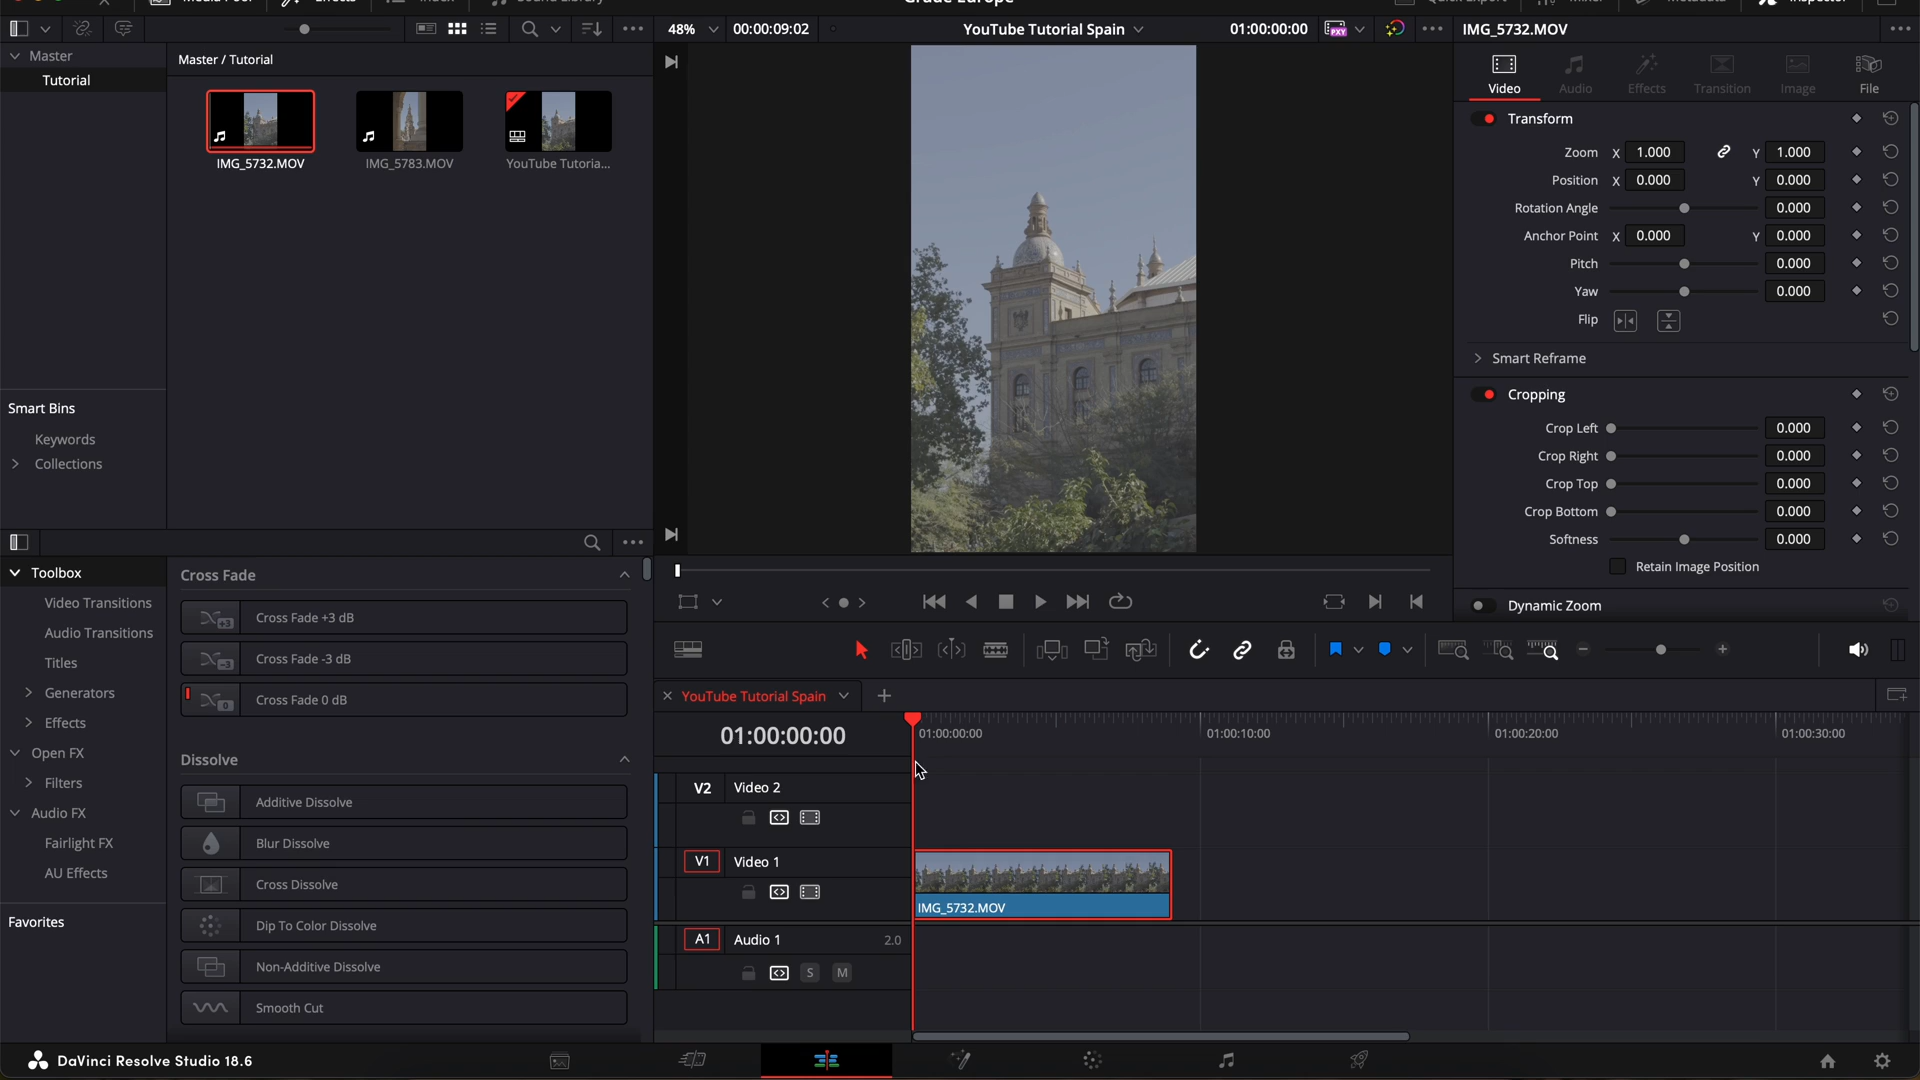 Grade Europe
48%
00:00:09:02
YouTube Tutorial Spain
01:00:00:00
IMG_5732.MOV
Master
Tutorial
Master / Tutorial
IMG_5732.MOV
IMG_5783.MOV
YouTube Tutoria...
Smart Bins
Keywords
Collections
Video
Audio
Effects
Transition
Image
File
Transform
Zoom X 1.000 Y 1.000
Position X 0.000 Y 0.000
Rotation Angle 0.000
Anchor Point X 0.000 Y 0.000
Pitch 0.000
Yaw 0.000
Flip
Smart Reframe
Cropping
Crop Left 0.000
Crop Right 0.000
Crop Top 0.000
Crop Bottom 0.000
Softness 0.000
Retain Image Position
Dynamic Zoom
Toolbox
Video Transitions
Audio Transitions
Titles
Generators
Effects
Open FX
Filters
Audio FX
Fairlight FX
AU Effects
Favorites
Cross Fade
+3 Cross Fade +3 dB
-3 Cross Fade -3 dB
0 Cross Fade 0 dB
Dissolve
Additive Dissolve
Blur Dissolve
Cross Dissolve
Dip To Color Dissolve
Non-Additive Dissolve
Smooth Cut
YouTube Tutorial Spain
01:00:00:00
01:00:00:00
01:00:10:00
01:00:20:00
01:00:30:00
V2 Video 2
V1 Video 1
IMG_5732.MOV
A1 Audio 1 2.0
S M
DaVinci Resolve Studio 18.6